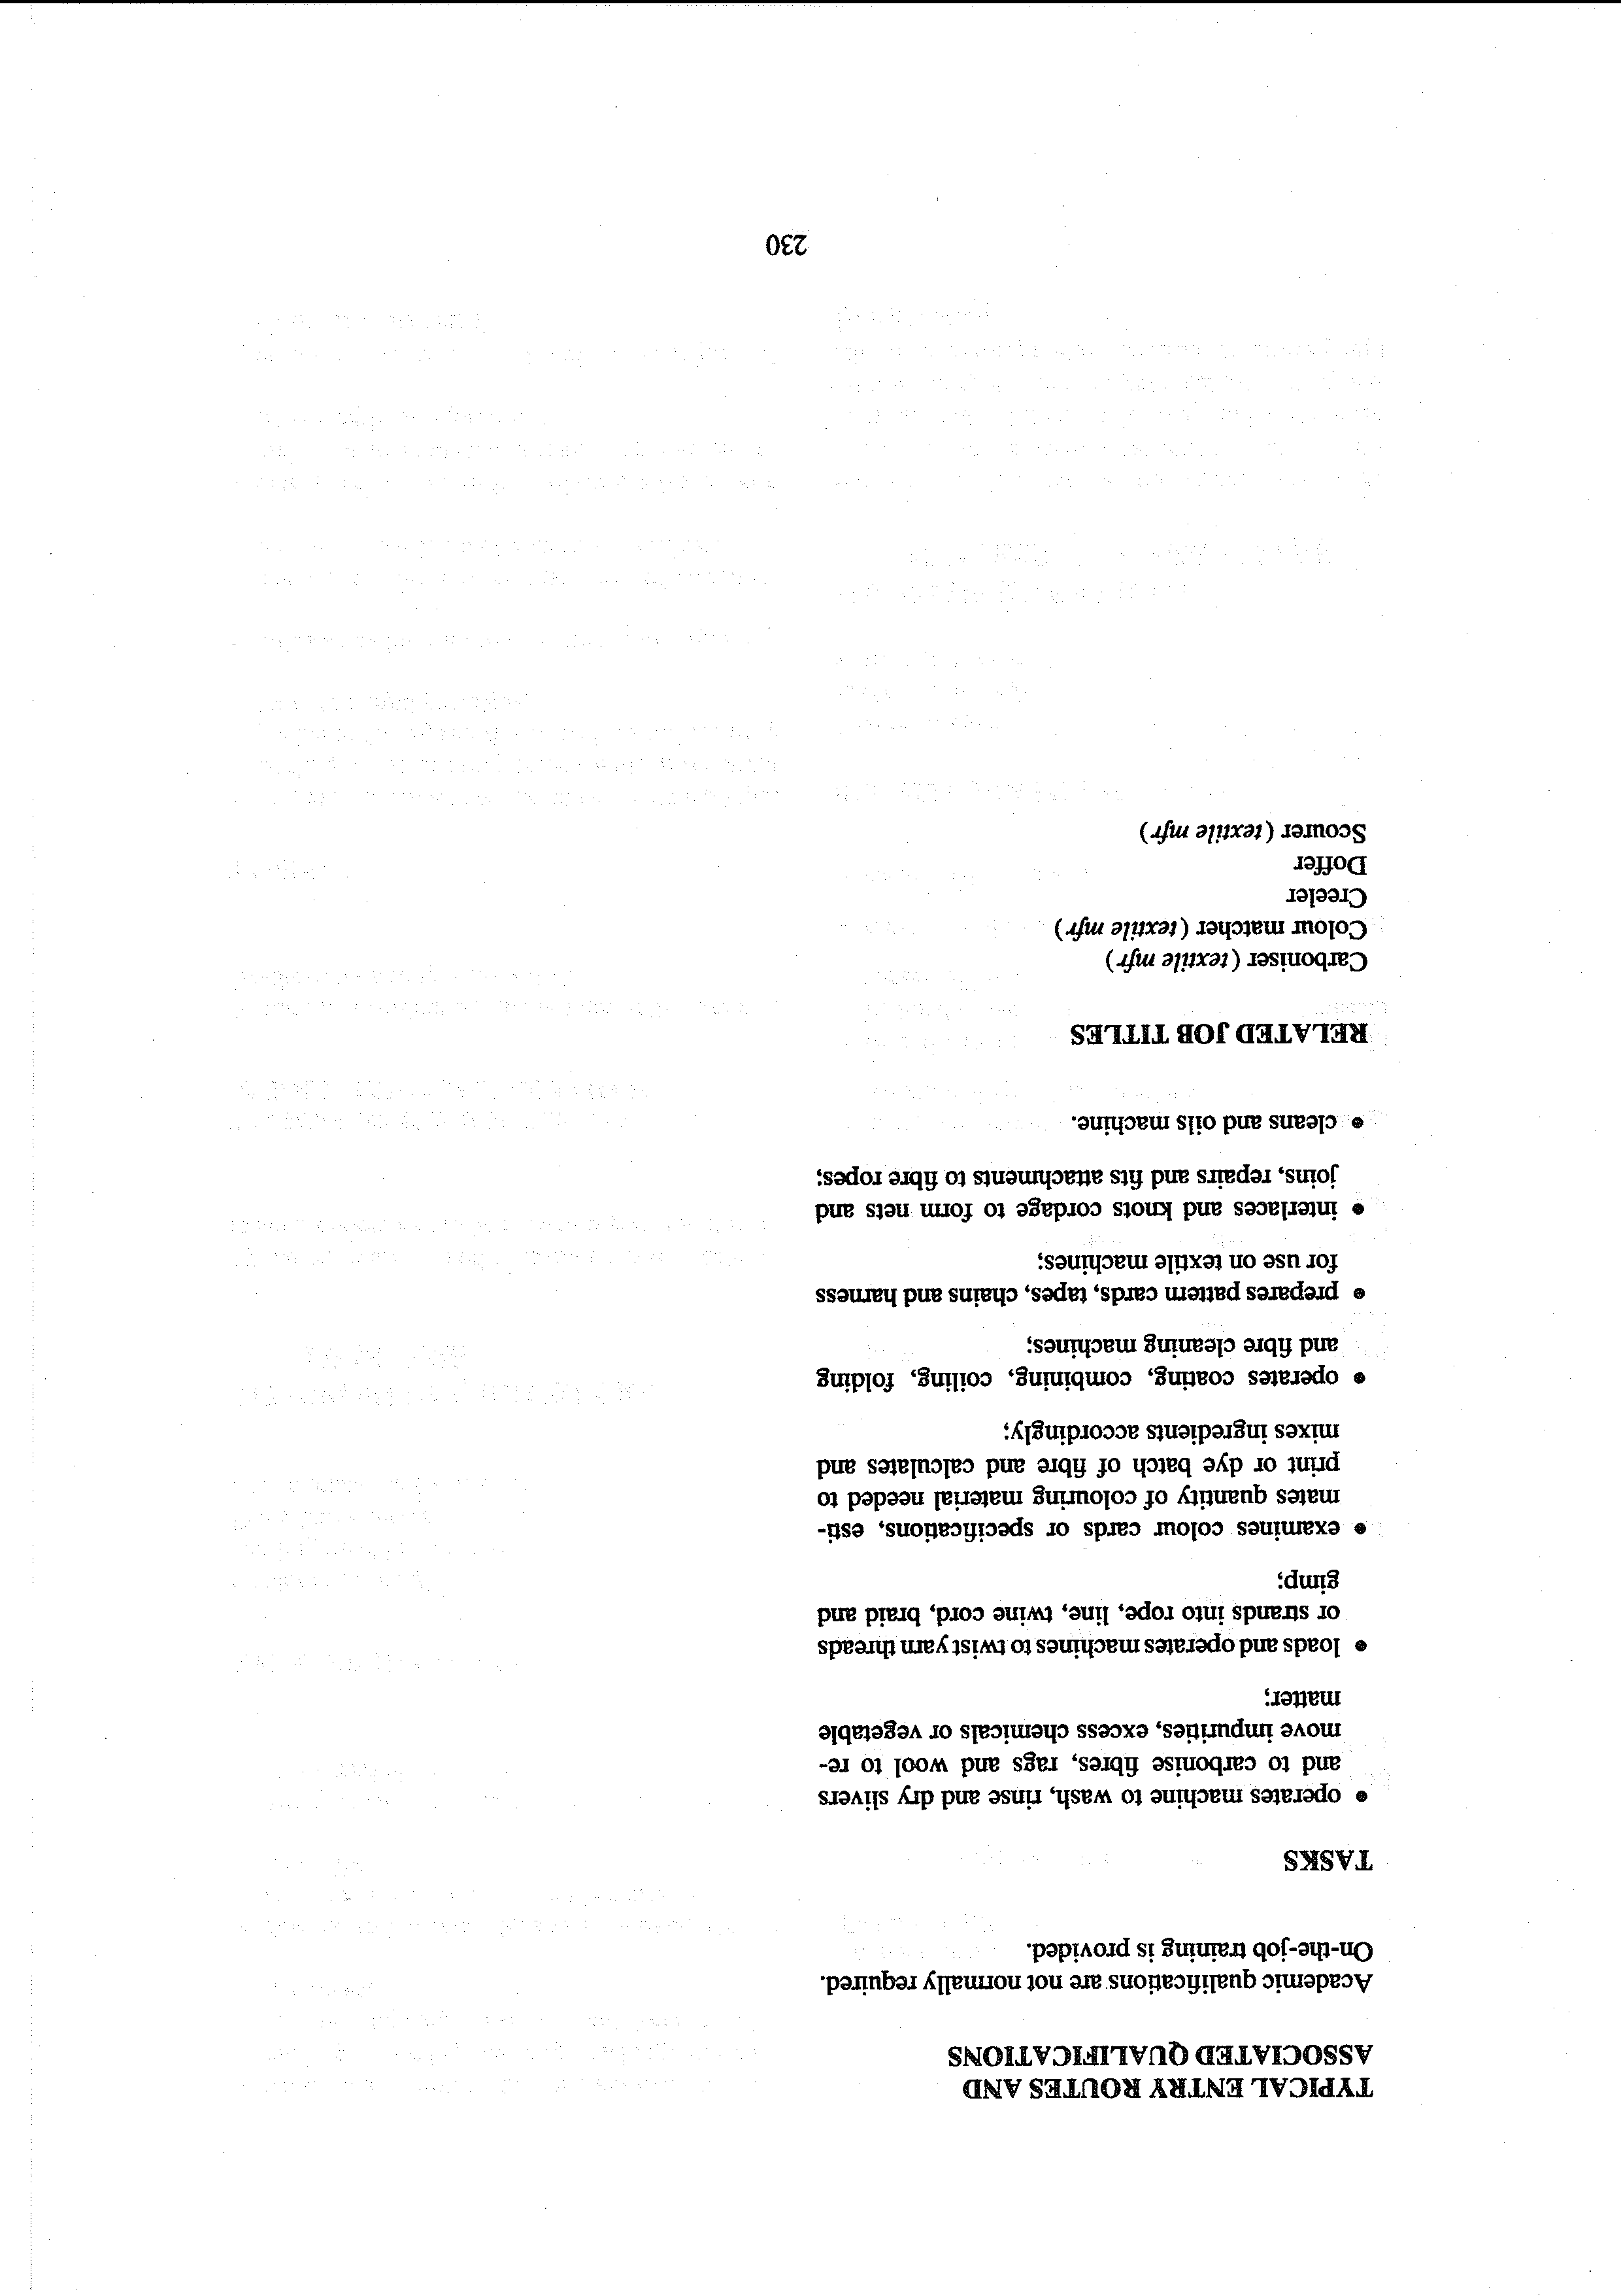 TYPICAL ENTRY ROUTES AND
ASSOCIATED QUALIFICATIONS
Academic qualifications are not normally required.
On-the-job training is provided.
TASKS
• operates machine to wash, rinse and dry slivers
and to carbonise fibres, rags and wool to re-
move impurities, excess chemicals or vegetable
matter;
• loads and operates machines to twist yarn threads
or strands into rope, line, twine cord, braid and
gimp;
• examines colour cards or specifications, esti-
mates quantity of colouring material needed to
print or dye batch of fibre and calculates and
mixes ingredients accordingly;
• operates coating, combining, coiling, folding
and fibre cleaning machines;
• prepares pattern cards, tapes, chains and harness
for use on textile machines;
• interlaces and knots cordage to form nets and
joins, repairs and fits attachments to fibre ropes;
• cleans and oils machine.
RELATED JOB TITLES
Carboniser (textile mfr)
Colour matcher (textile mfr)
Creeler
Doffer
Scourer (textile mfr)
230